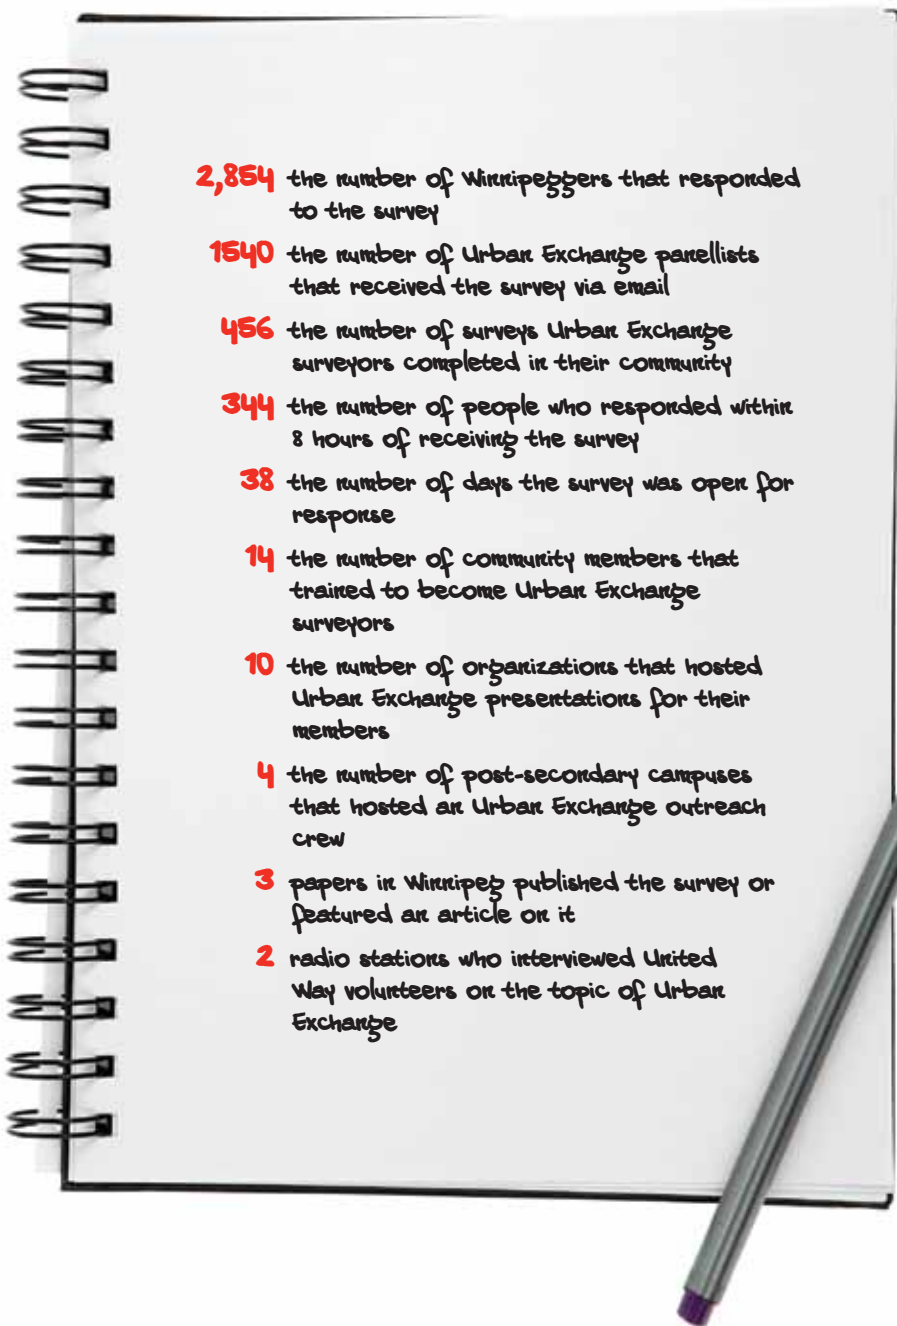 2,854 the number of Winnipeggers that responded
to the survey
1540 the number of Urban Exchange panellists
that received the survey via email
456 the number of surveys Urban Exchange
surveyors completed in their community
344 the number of people who responded within
8 hours of receiving the survey
38 the number of days the survey was open for
response
14 the number of community members that
trained to become Urban Exchange
surveyors
10 the number of organizations that hosted
Urban Exchange presentations for their
members
4 the number of post-secondary campuses
that hosted an Urban Exchange outreach
crew
3 papers in Winnipeg published the survey or
featured an article on it
2 radio stations who interviewed United
Way volunteers on the topic of Urban
Exchange